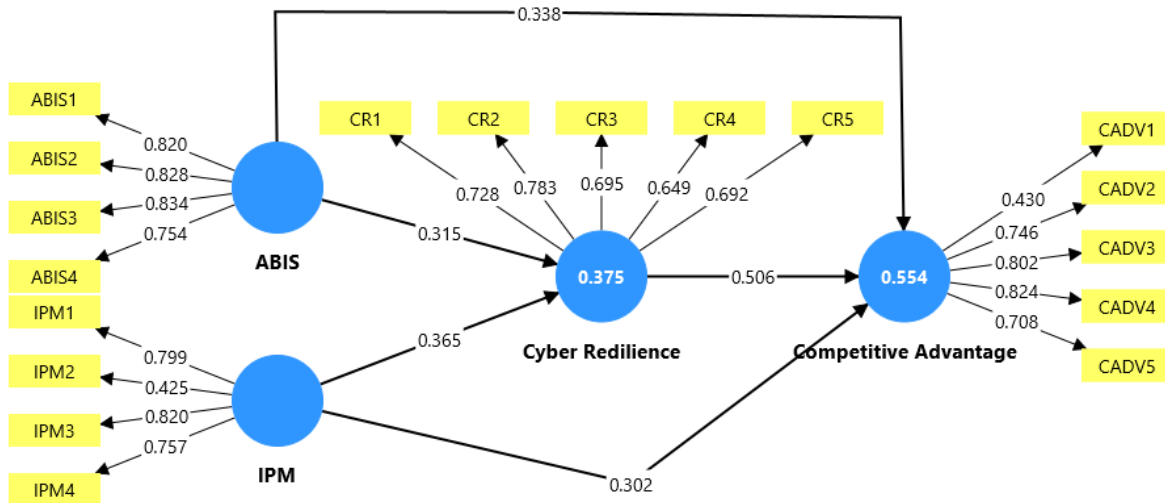 0.338
ABIS1
ABIS2
ABIS3
ABIS4
0.820
0.828
0.834
0.754
ABIS
IPM1
IPM2
IPM3
IPM4
0.799
0.425
0.820
0.757
IPM
CR1
CR2
CR3
CR4
CR5
0.728
0.783
0.695
0.649
0.692
0.315
0.365
0.375
Cyber Redilience
0.506
0.302
0.554
Competitive Advantage
0.430
0.746
0.802
0.824
0.708
CADV1
CADV2
CADV3
CADV4
CADV5